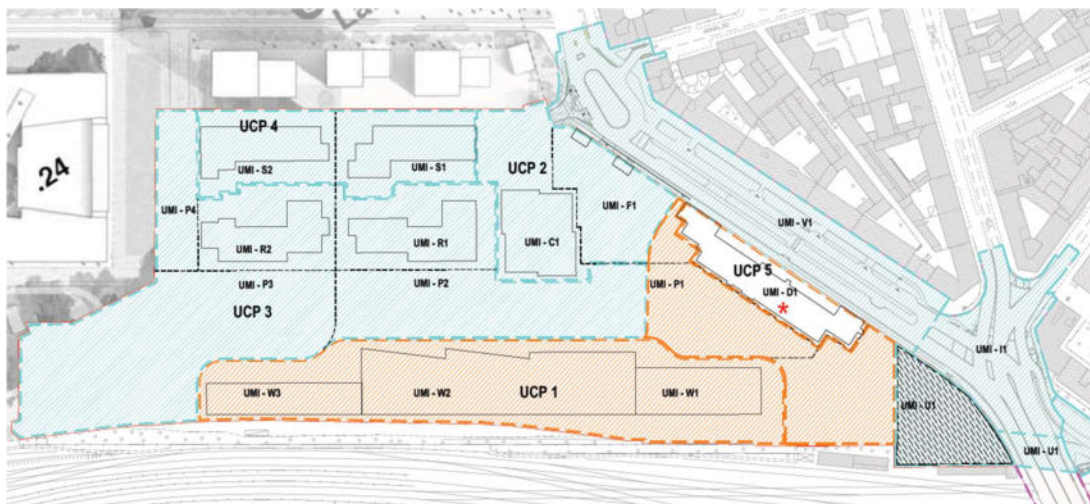 UCP 4
UMI - S2
UMI - S1
UCP 2
.24
UMI - P4
UMI - F1
UMI - V1
UMI - R2
UMI - R1
UMI - C1
UCP 5
UMI - P3
UMI - P2
UMI - P1
UMI - D1
*
UCP 3
UMI - I1
UMI - W3
UMI - W2
UCP 1
UMI - W1
UMI - U1
UMI - U1